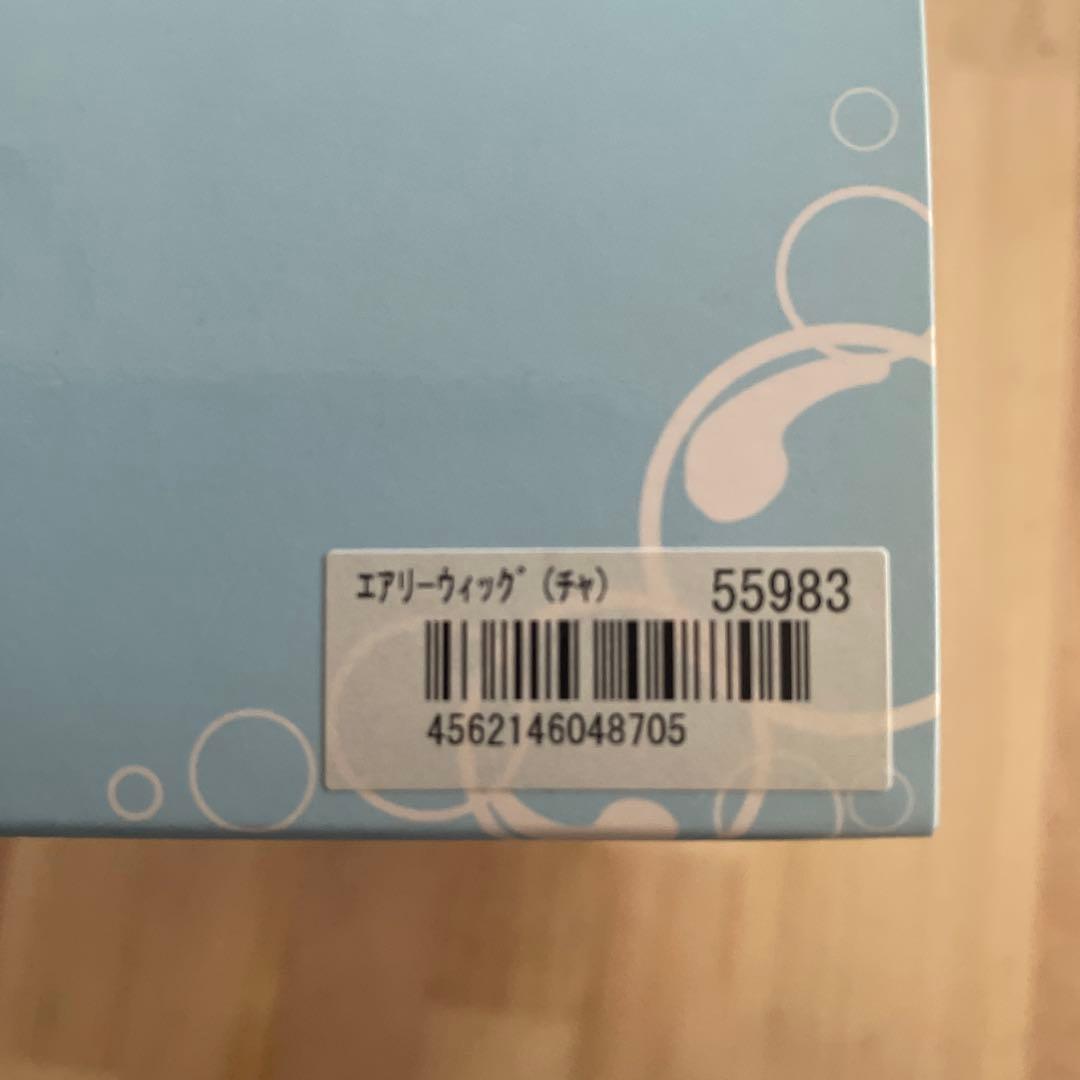 ｴｱﾘｰｳｨｯｸﾞ (ﾁｬ) 55983
4562146048705